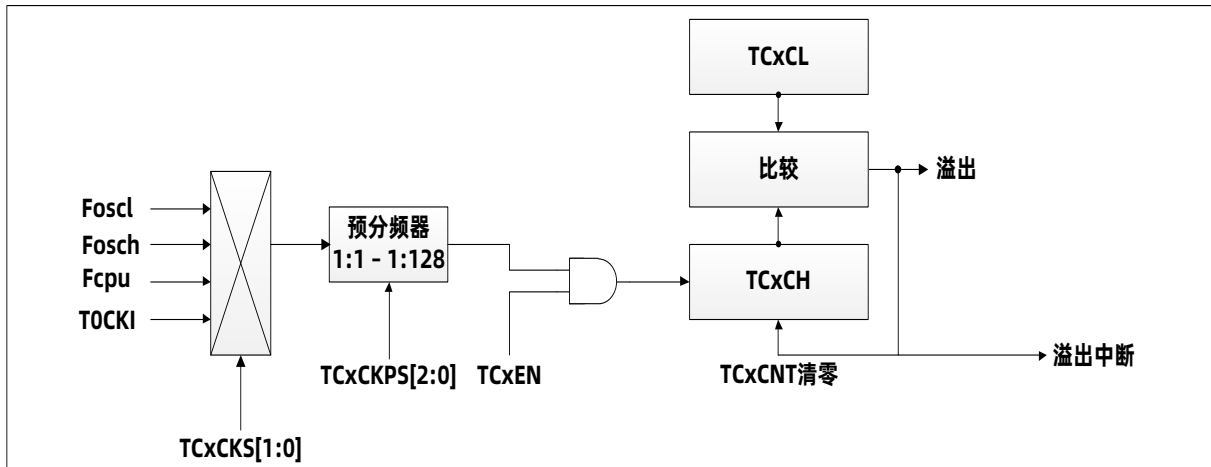 TCxCL
比较
溢出
Foscl
Fosch
Fcpu
T0CKI
预分频器
1:1 - 1:128
TCxCH
溢出中断
TCxCKPS[2:0]
TCxEN
TCxCNT清零
TCxCKS[1:0]